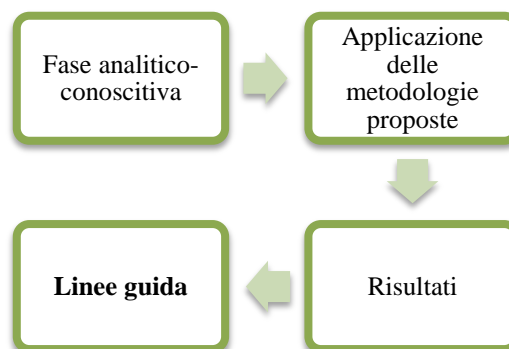 Fase analitico-
conoscitiva
Applicazione
delle
metodologie
proposte
Risultati
Linee guida